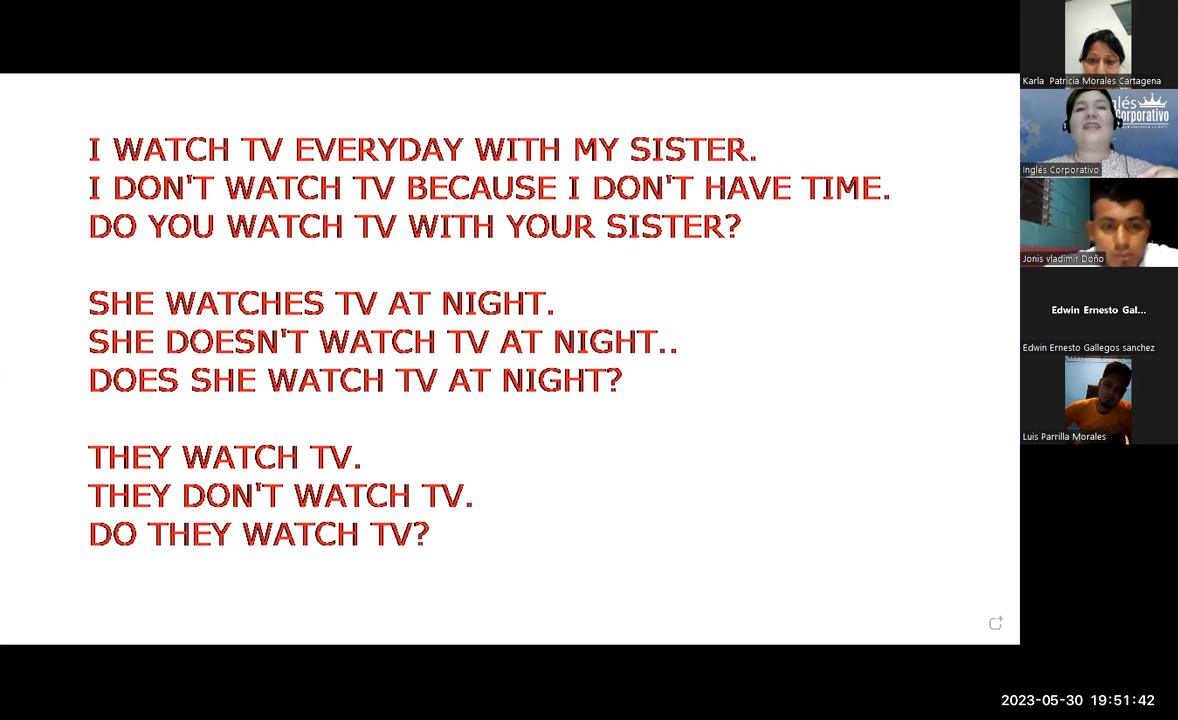 I WATCH TV EVERYDAY WITH MY SISTER.
I DON'T WATCH TV BECAUSE I DON'T HAVE TIME.
DO YOU WATCH TV WITH YOUR SISTER?
SHE WATCHES TV AT NIGHT.
SHE DOESN'T WATCH TV AT NIGHT..
DOES SHE WATCH TV AT NIGHT?
THEY WATCH TV.
THEY DON'T WATCH TV.
DO THEY WATCH TV?
Karla Patricia Morales Cartagena
glés
Corporativo
Inglés Corporativo
Jonis vladimir Doño
Edwin Ernesto Gal...
Edwin Ernesto Gallegos sanchez
Luis Parrilla Morales
2023-05-30 19:51:42